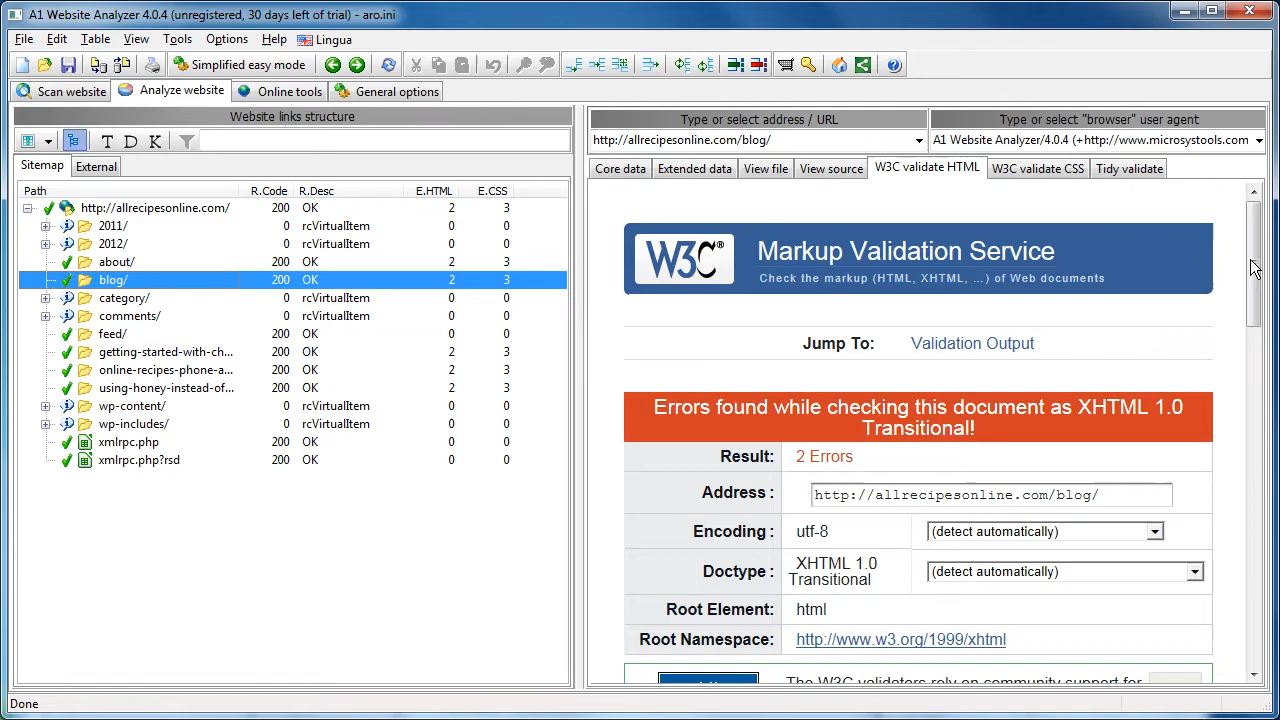 A1 Website Analyzer 4.0.4 (unregistered, 30 days left of trial) - aro.ini
File Edit Table View Tools Options Help Lingua
Simplified easy mode
Scan website Analyze website Online tools General options
Website links structure
T D K
Sitemap External
Path R.Code R.Desc E.HTML E.CSS
http://allrecipesonline.com/ 200 OK 2 3
2011/ 0 rcVirtualItem 0 0
2012/ 0 rcVirtualItem 0 0
about/ 200 OK 2 3
blog/ 200 OK 2 3
category/ 0 rcVirtualItem 0 0
comments/ 0 rcVirtualItem 0 0
feed/ 200 OK 0 0
getting-started-with-ch... 200 OK 2 3
online-recipes-phone-a... 200 OK 2 3
using-honey-instead-of... 200 OK 2 3
wp-content/ 0 rcVirtualItem 0 0
wp-includes/ 0 rcVirtualItem 0 0
xmlrpc.php 200 OK 0 0
xmlrpc.php?rsd 200 OK 0 0
Type or select address / URL
http://allrecipesonline.com/blog/
Type or select "browser" user agent
A1 Website Analyzer/4.0.4 (+http://www.microsystools.com
Core data Extended data View file View source W3C validate HTML W3C validate CSS Tidy validate
W3C® Markup Validation Service
Check the markup (HTML, XHTML, ...) of Web documents
Jump To: Validation Output
Errors found while checking this document as XHTML 1.0
Transitional!
Result: 2 Errors
Address : http://allrecipesonline.com/blog/
Encoding : utf-8 (detect automatically)
Doctype : XHTML 1.0 Transitional (detect automatically)
Root Element: html
Root Namespace: http://www.w3.org/1999/xhtml
The W3C validators rely on community support for
Done